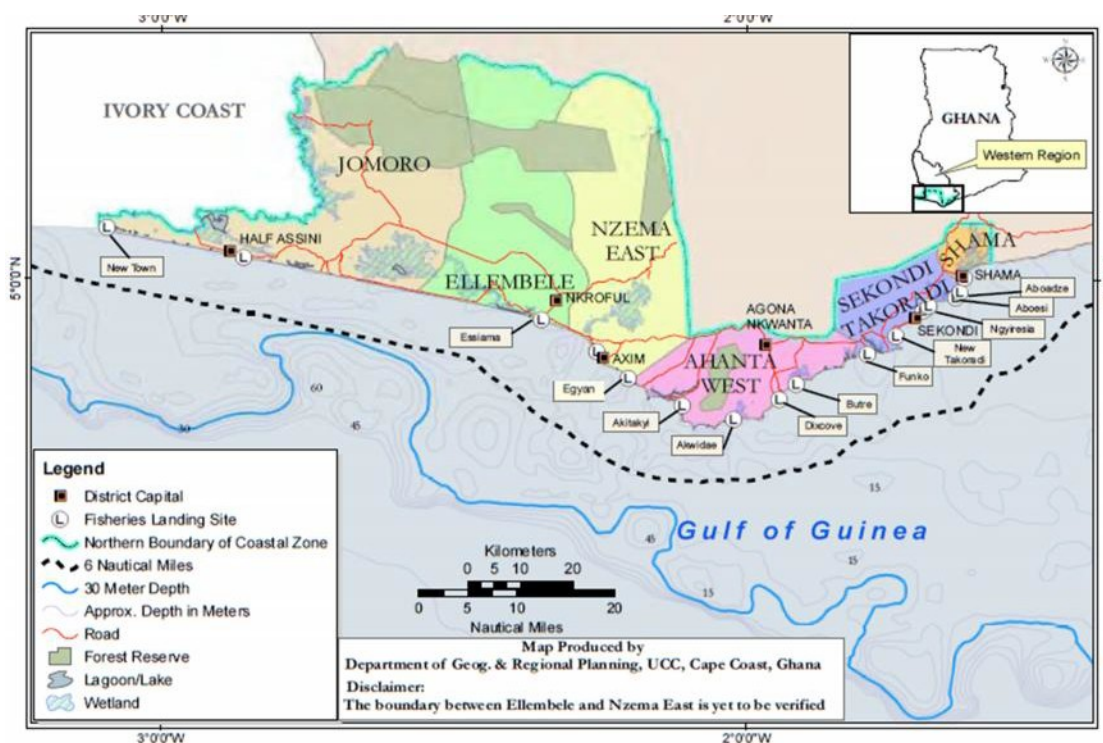 3°0'0"W
2°0'0"W
IVORY COAST
GHANA
Western Region
JOMORO
NZEMA
EAST
SHAMA
SEKONDI
TAKORADI
New Town
HALF ASSINI
ELLEMBELE
NKROFUL
Essiama
AXIM
Egyan
AGONA
NKWANTA
AHANTA
WEST
Akitakyi
Akwidae
Dixcove
Butre
Funko
New
Takoradi
SEKONDI
Ngyiresia
Aboesi
Aboadze
SHAMA
5°0'0"N
5°0'0"N
60
45
30
15
45
15
15
Gulf of Guinea
Legend
District Capital
L Fisheries Landing Site
Northern Boundary of Coastal Zone
6 Nautical Miles
30 Meter Depth
Approx. Depth in Meters
Road
Forest Reserve
Lagoon/Lake
Wetland
Kilometers
0 5 10 20
0 5 10 20
Nautical Miles
Map Produced by
Department of Geog. & Regional Planning, UCC, Cape Coast, Ghana
Disclaimer:
The boundary between Ellembele and Nzema East is yet to be verified
3°0'0"W
2°0'0"W